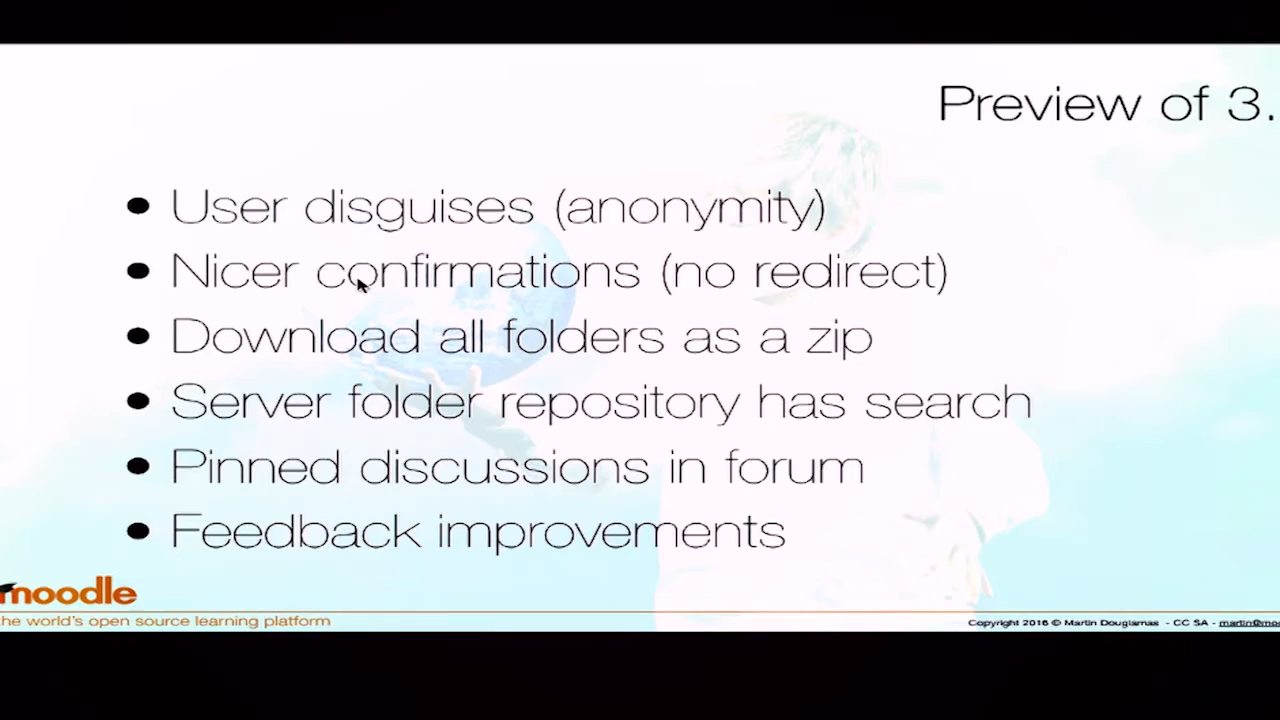 Preview of 3.
• User disguises (anonymity)
• Nicer confirmations (no redirect)
• Download all folders as a zip
• Server folder repository has search
• Pinned discussions in forum
• Feedback improvements
moodle
the world's open source learning platform
Copyright 2016 © Martin Dougiamas - CC SA - martin@moo